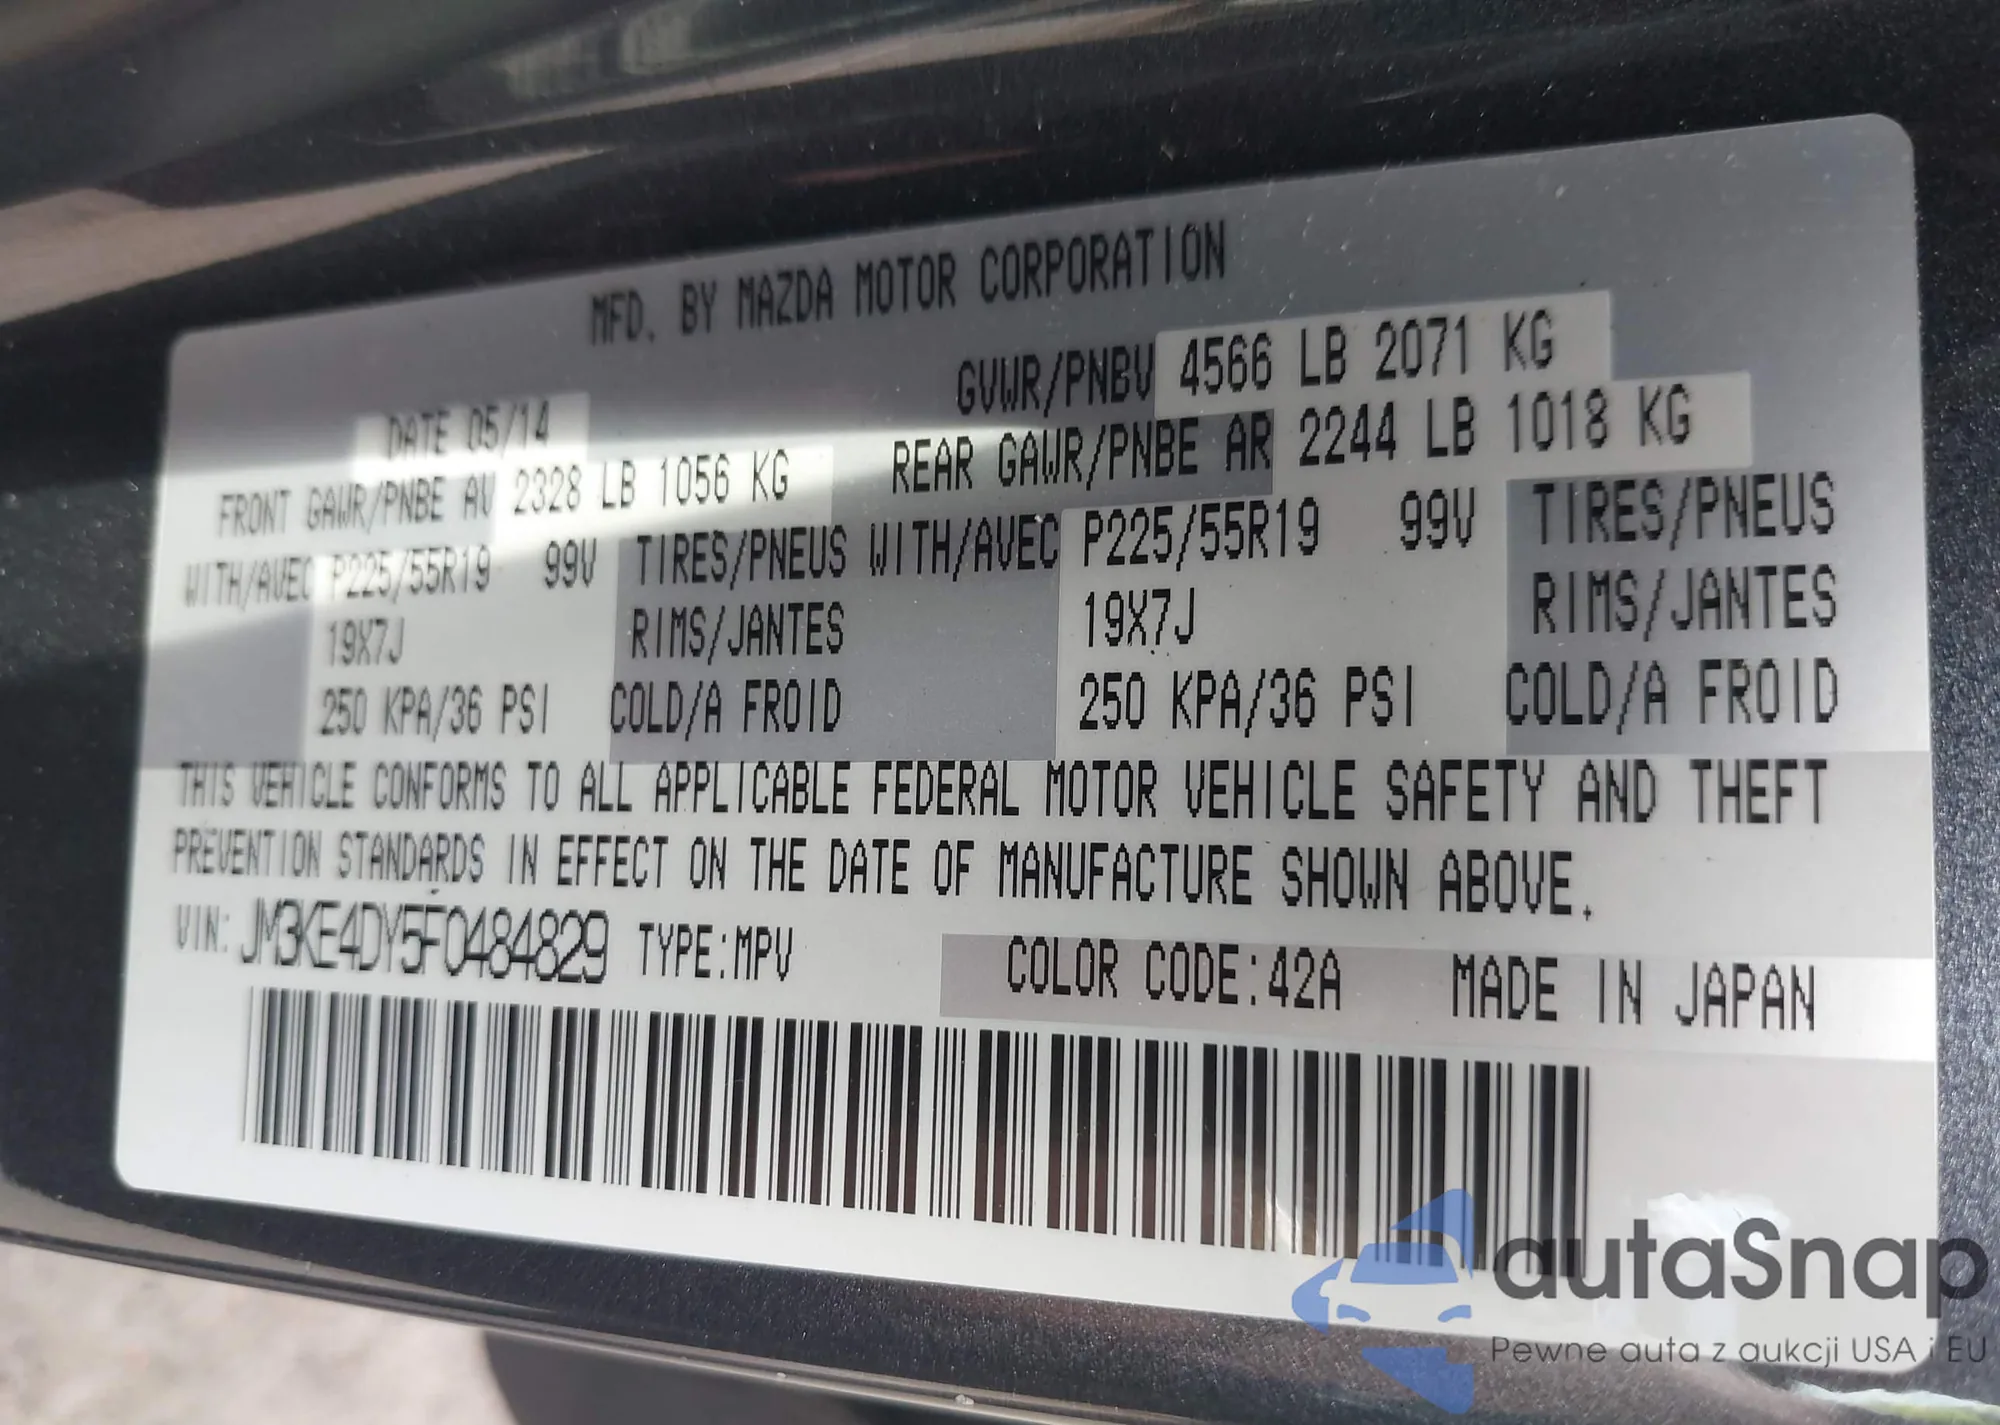 MFD. BY MAZDA MOTOR CORPORATION
DATE 05/14 GVWR/PNBV 4566 LB 2071 KG
FRONT GAWR/PNBE AV 2328 LB 1056 KG REAR GAWR/PNBE AR 2244 LB 1018 KG
WITH/AVEC P225/55R19 99V TIRES/PNEUS WITH/AVEC P225/55R19 99V TIRES/PNEUS
19X7J RIMS/JANTES 19X7J RIMS/JANTES
250 KPA/36 PSI COLD/A FROID 250 KPA/36 PSI COLD/A FROID
THIS VEHICLE CONFORMS TO ALL APPLICABLE FEDERAL MOTOR VEHICLE SAFETY AND THEFT
PREVENTION STANDARDS IN EFFECT ON THE DATE OF MANUFACTURE SHOWN ABOVE.
VIN: JM3KE4DY5F0484829 TYPE:MPV COLOR CODE:42A MADE IN JAPAN
autaSnap
Pewne auta z aukcji USA i EU